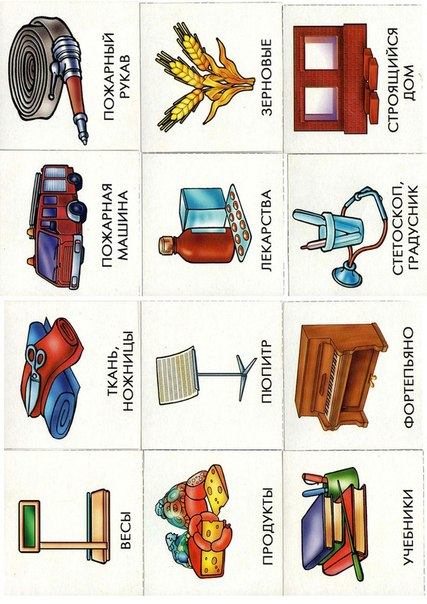 ПОЖАРНЫЙ
РУКАВ
ЗЕРНОВЫЕ
СТРОЯЩИЙСЯ
ДОМ
ПОЖАРНАЯ
МАШИНА
ЛЕКАРСТВА
СТЕТОСКОП,
ГРАДУСНИК
ТКАНЬ,
НОЖНИЦЫ
ПЮПИТР
ФОРТЕПЬЯНО
ВЕСЫ
ПРОДУКТЫ
УЧЕБНИКИ